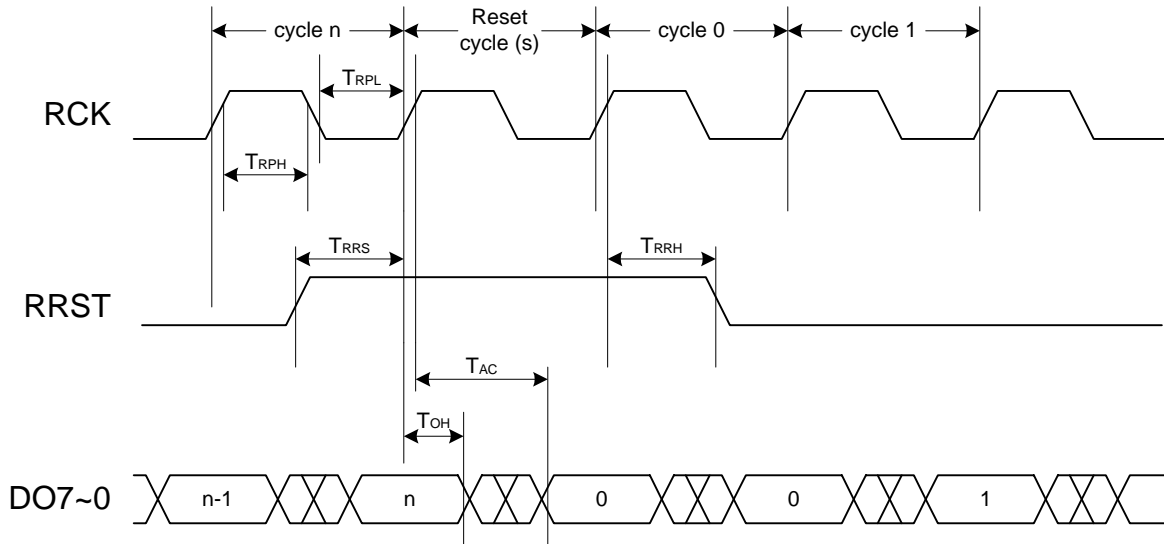 cycle n
Reset
cycle (s)
cycle 0
cycle 1
TRPL
RCK
TRPH
TRRS
TRRH
RRST
TAC
TOH
DO7~0
n-1
n
0
0
1